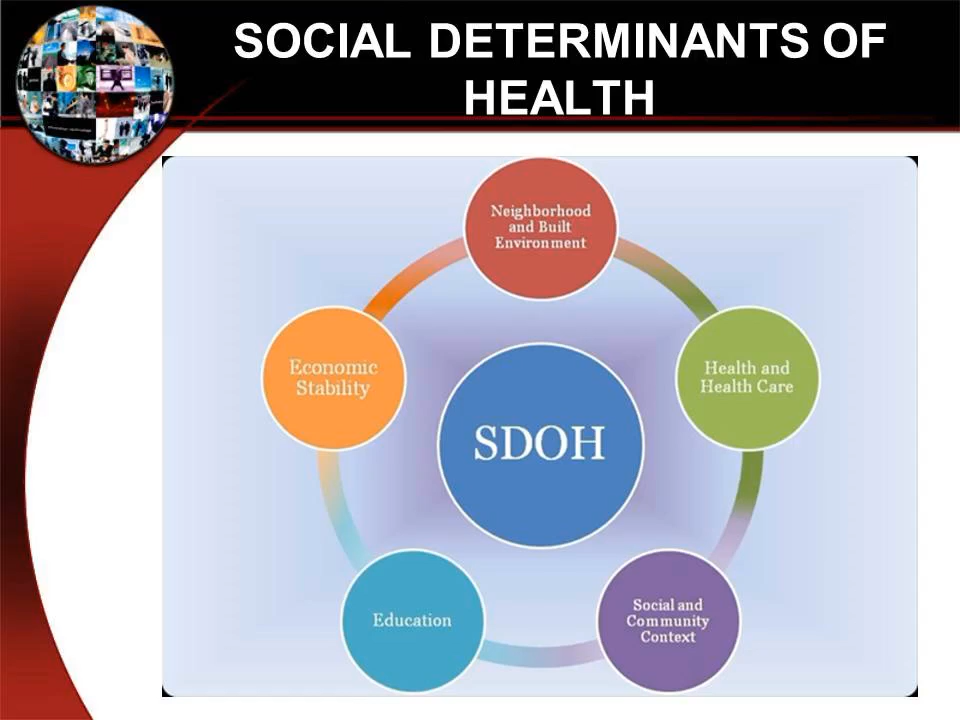 SOCIAL DETERMINANTS OF
HEALTH
Neighborhood
and Built
Environment
Economic
Stability
Health and
Health Care
SDOH
Education
Social and
Community
Context